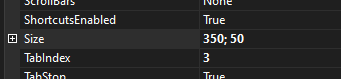 ScrollBars None
ShortcutsEnabled True
Size 350; 50
TabIndex 3
TabStop True